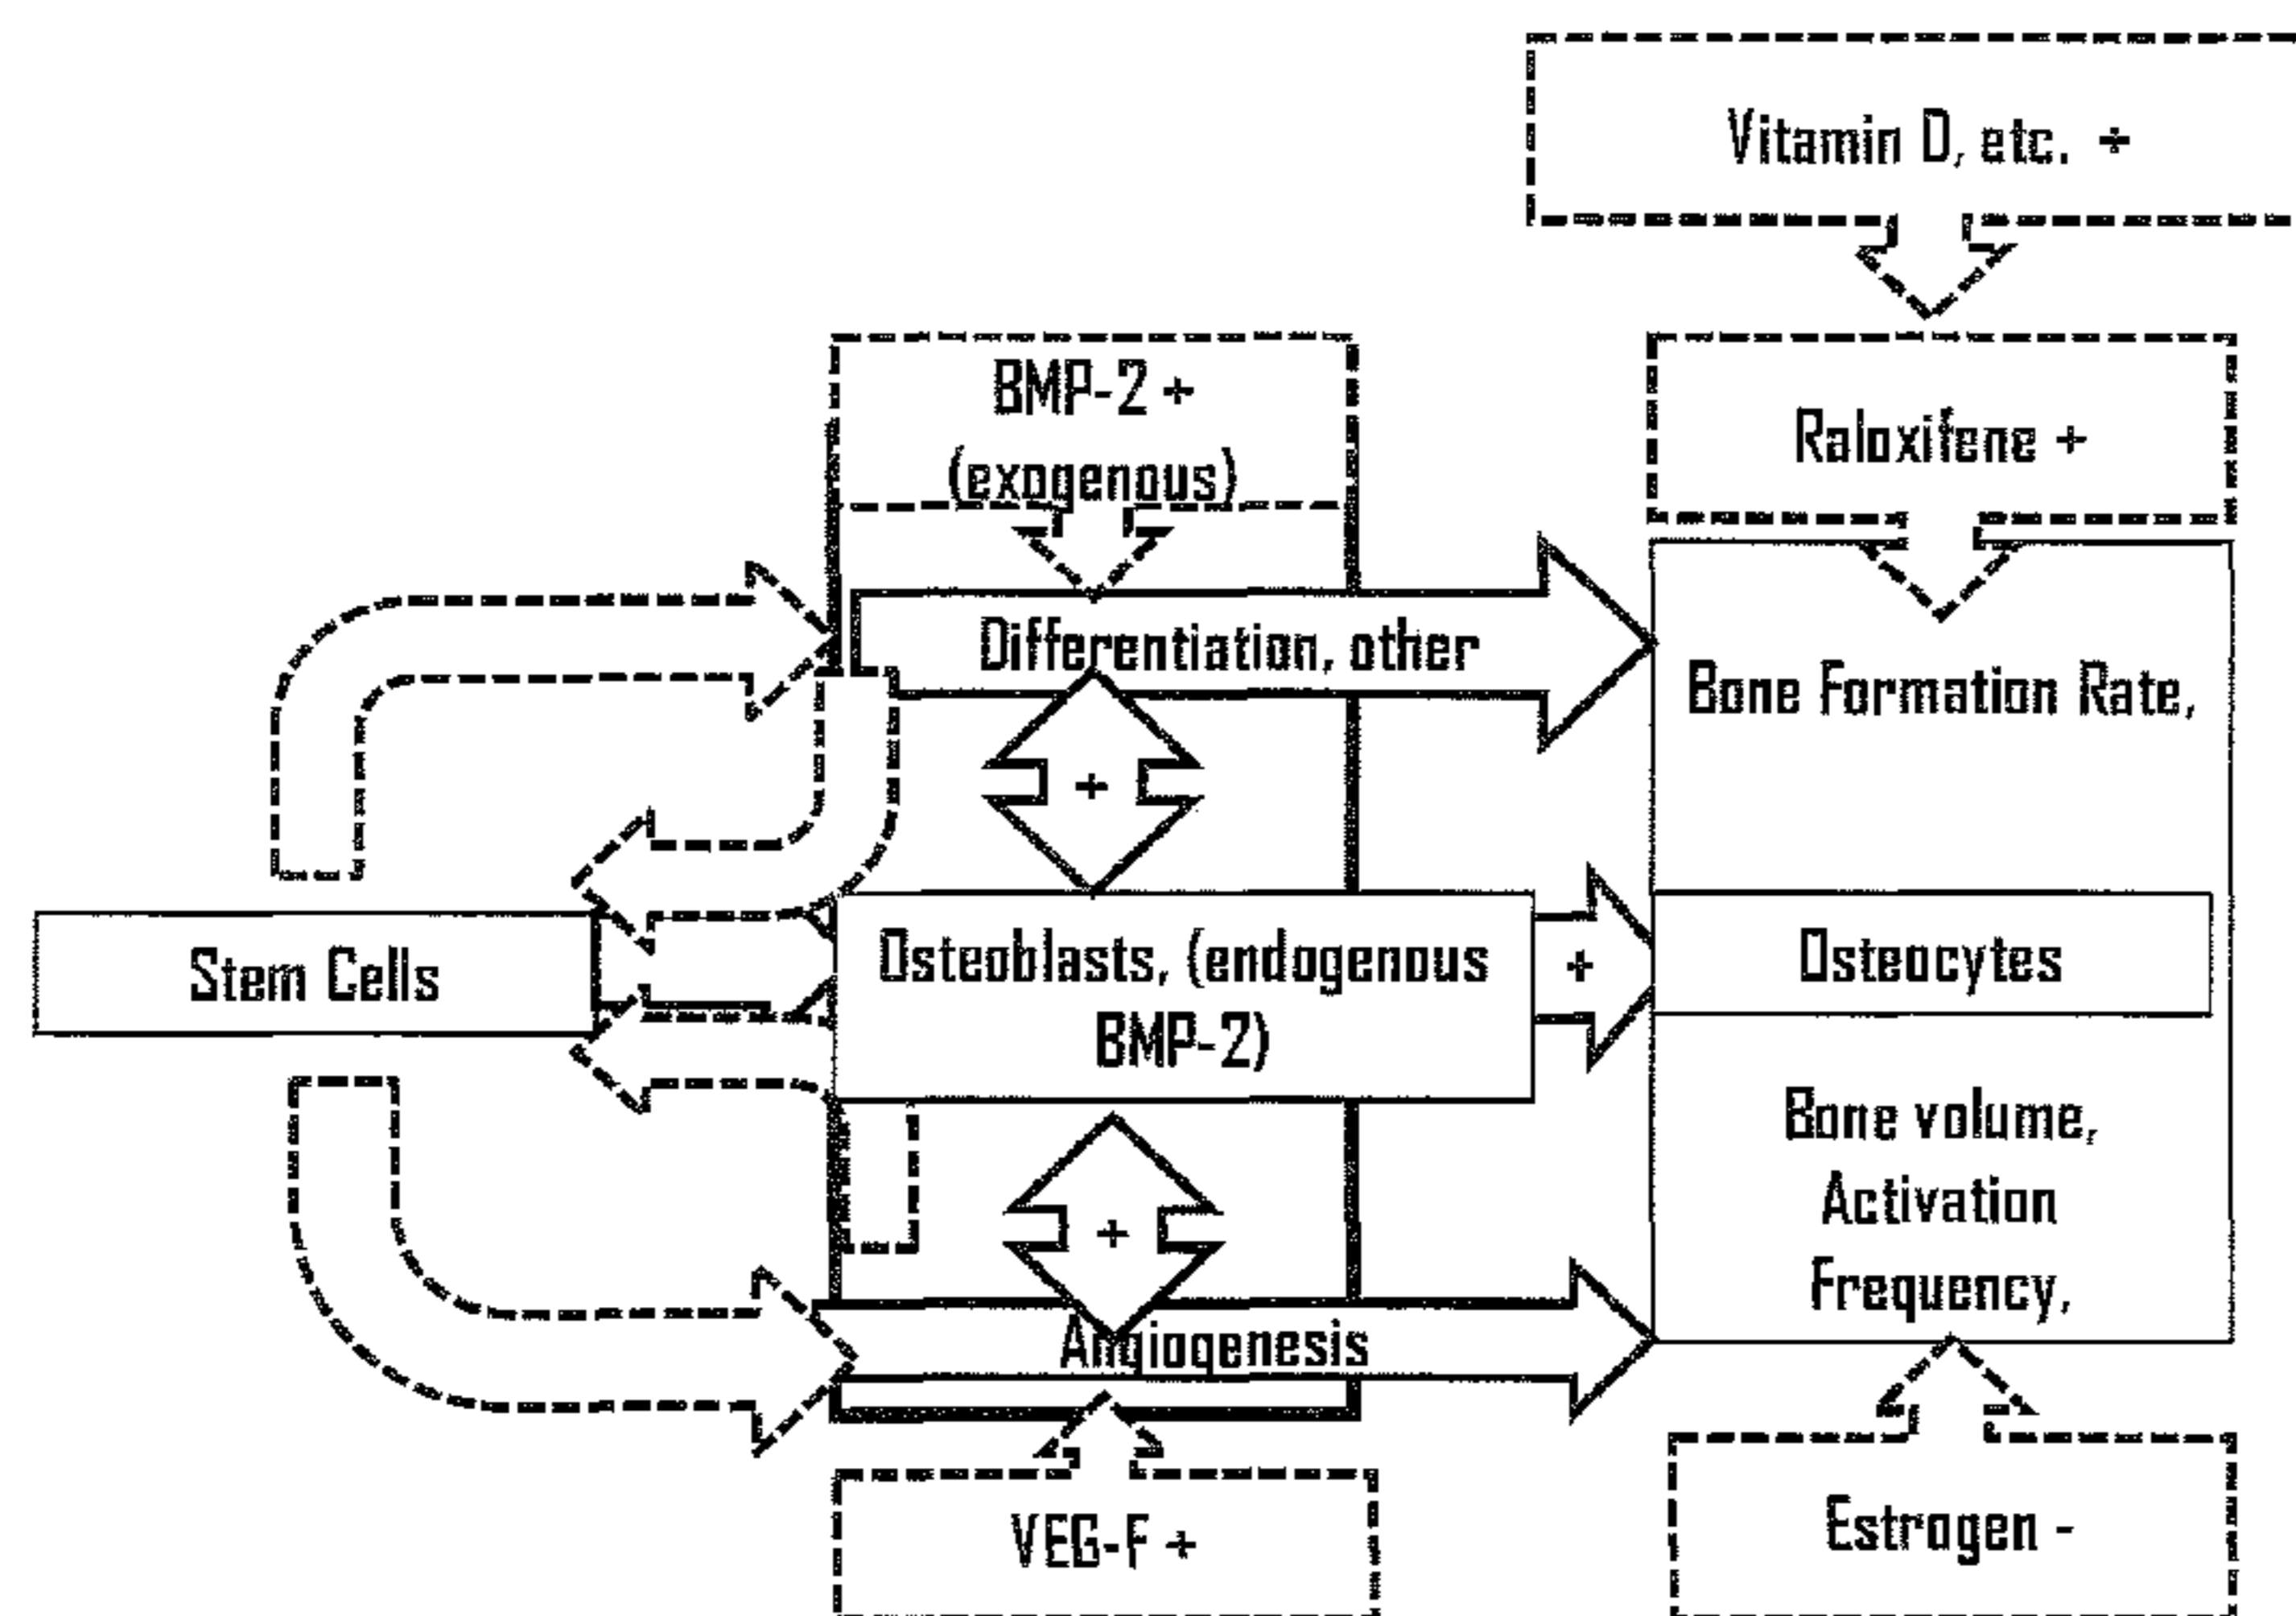 Vitamin D, etc. +
BMP-2 +
(exogenous)
Raloxifene +
Differentiation, other
Bone Formation Rate,
+
Stem Cells
Osteoblasts, (endogenous
BMP-2)
+
Osteocytes
Bone volume,
Activation
Frequency,
+
Angiogenesis
VEG-F +
Estrogen -